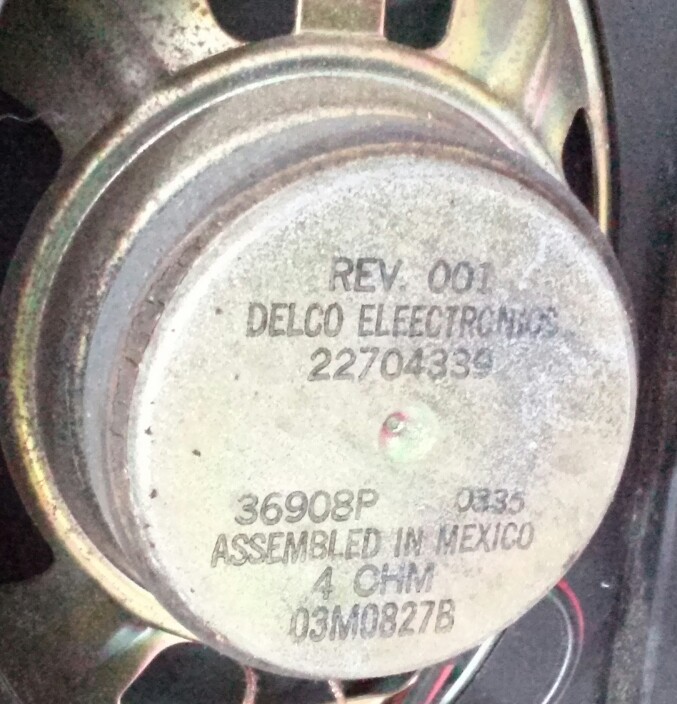 REV. 001
DELCO ELEECTRONICS
22704339
36908P 0335
ASSEMBLED IN MEXICO
4 OHM
03M0827B